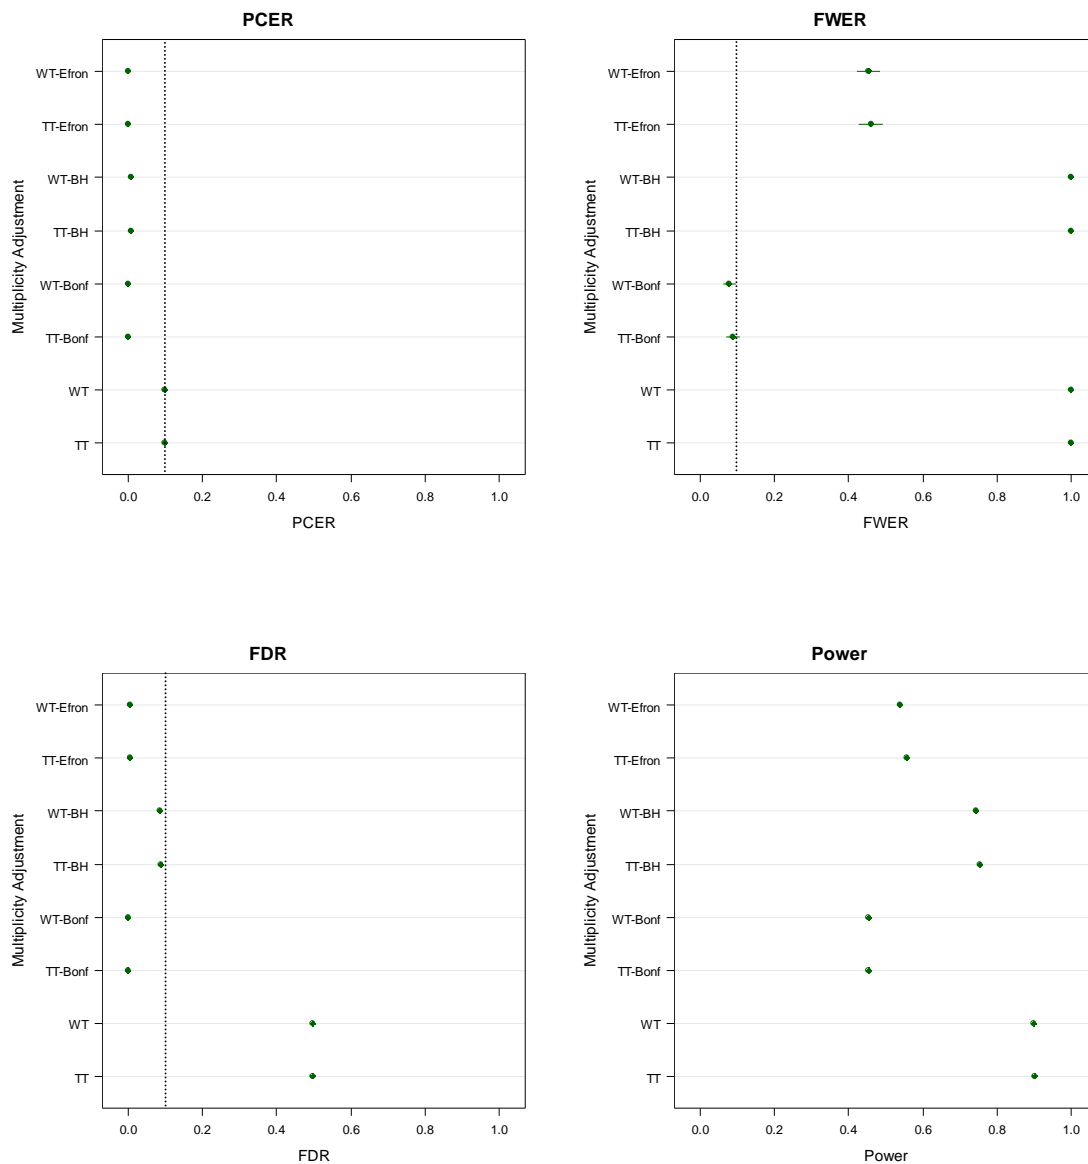 PCER
Multiplicity Adjustment
WT-Efron
TT-Efron
WT-BH
TT-BH
WT-Bonf
TT-Bonf
WT
TT
0.0 0.2 0.4 0.6 0.8 1.0
PCER
FWER
Multiplicity Adjustment
WT-Efron
TT-Efron
WT-BH
TT-BH
WT-Bonf
TT-Bonf
WT
TT
0.0 0.2 0.4 0.6 0.8 1.0
FWER
FDR
Multiplicity Adjustment
WT-Efron
TT-Efron
WT-BH
TT-BH
WT-Bonf
TT-Bonf
WT
TT
0.0 0.2 0.4 0.6 0.8 1.0
FDR
Power
Multiplicity Adjustment
WT-Efron
TT-Efron
WT-BH
TT-BH
WT-Bonf
TT-Bonf
WT
TT
0.0 0.2 0.4 0.6 0.8 1.0
Power